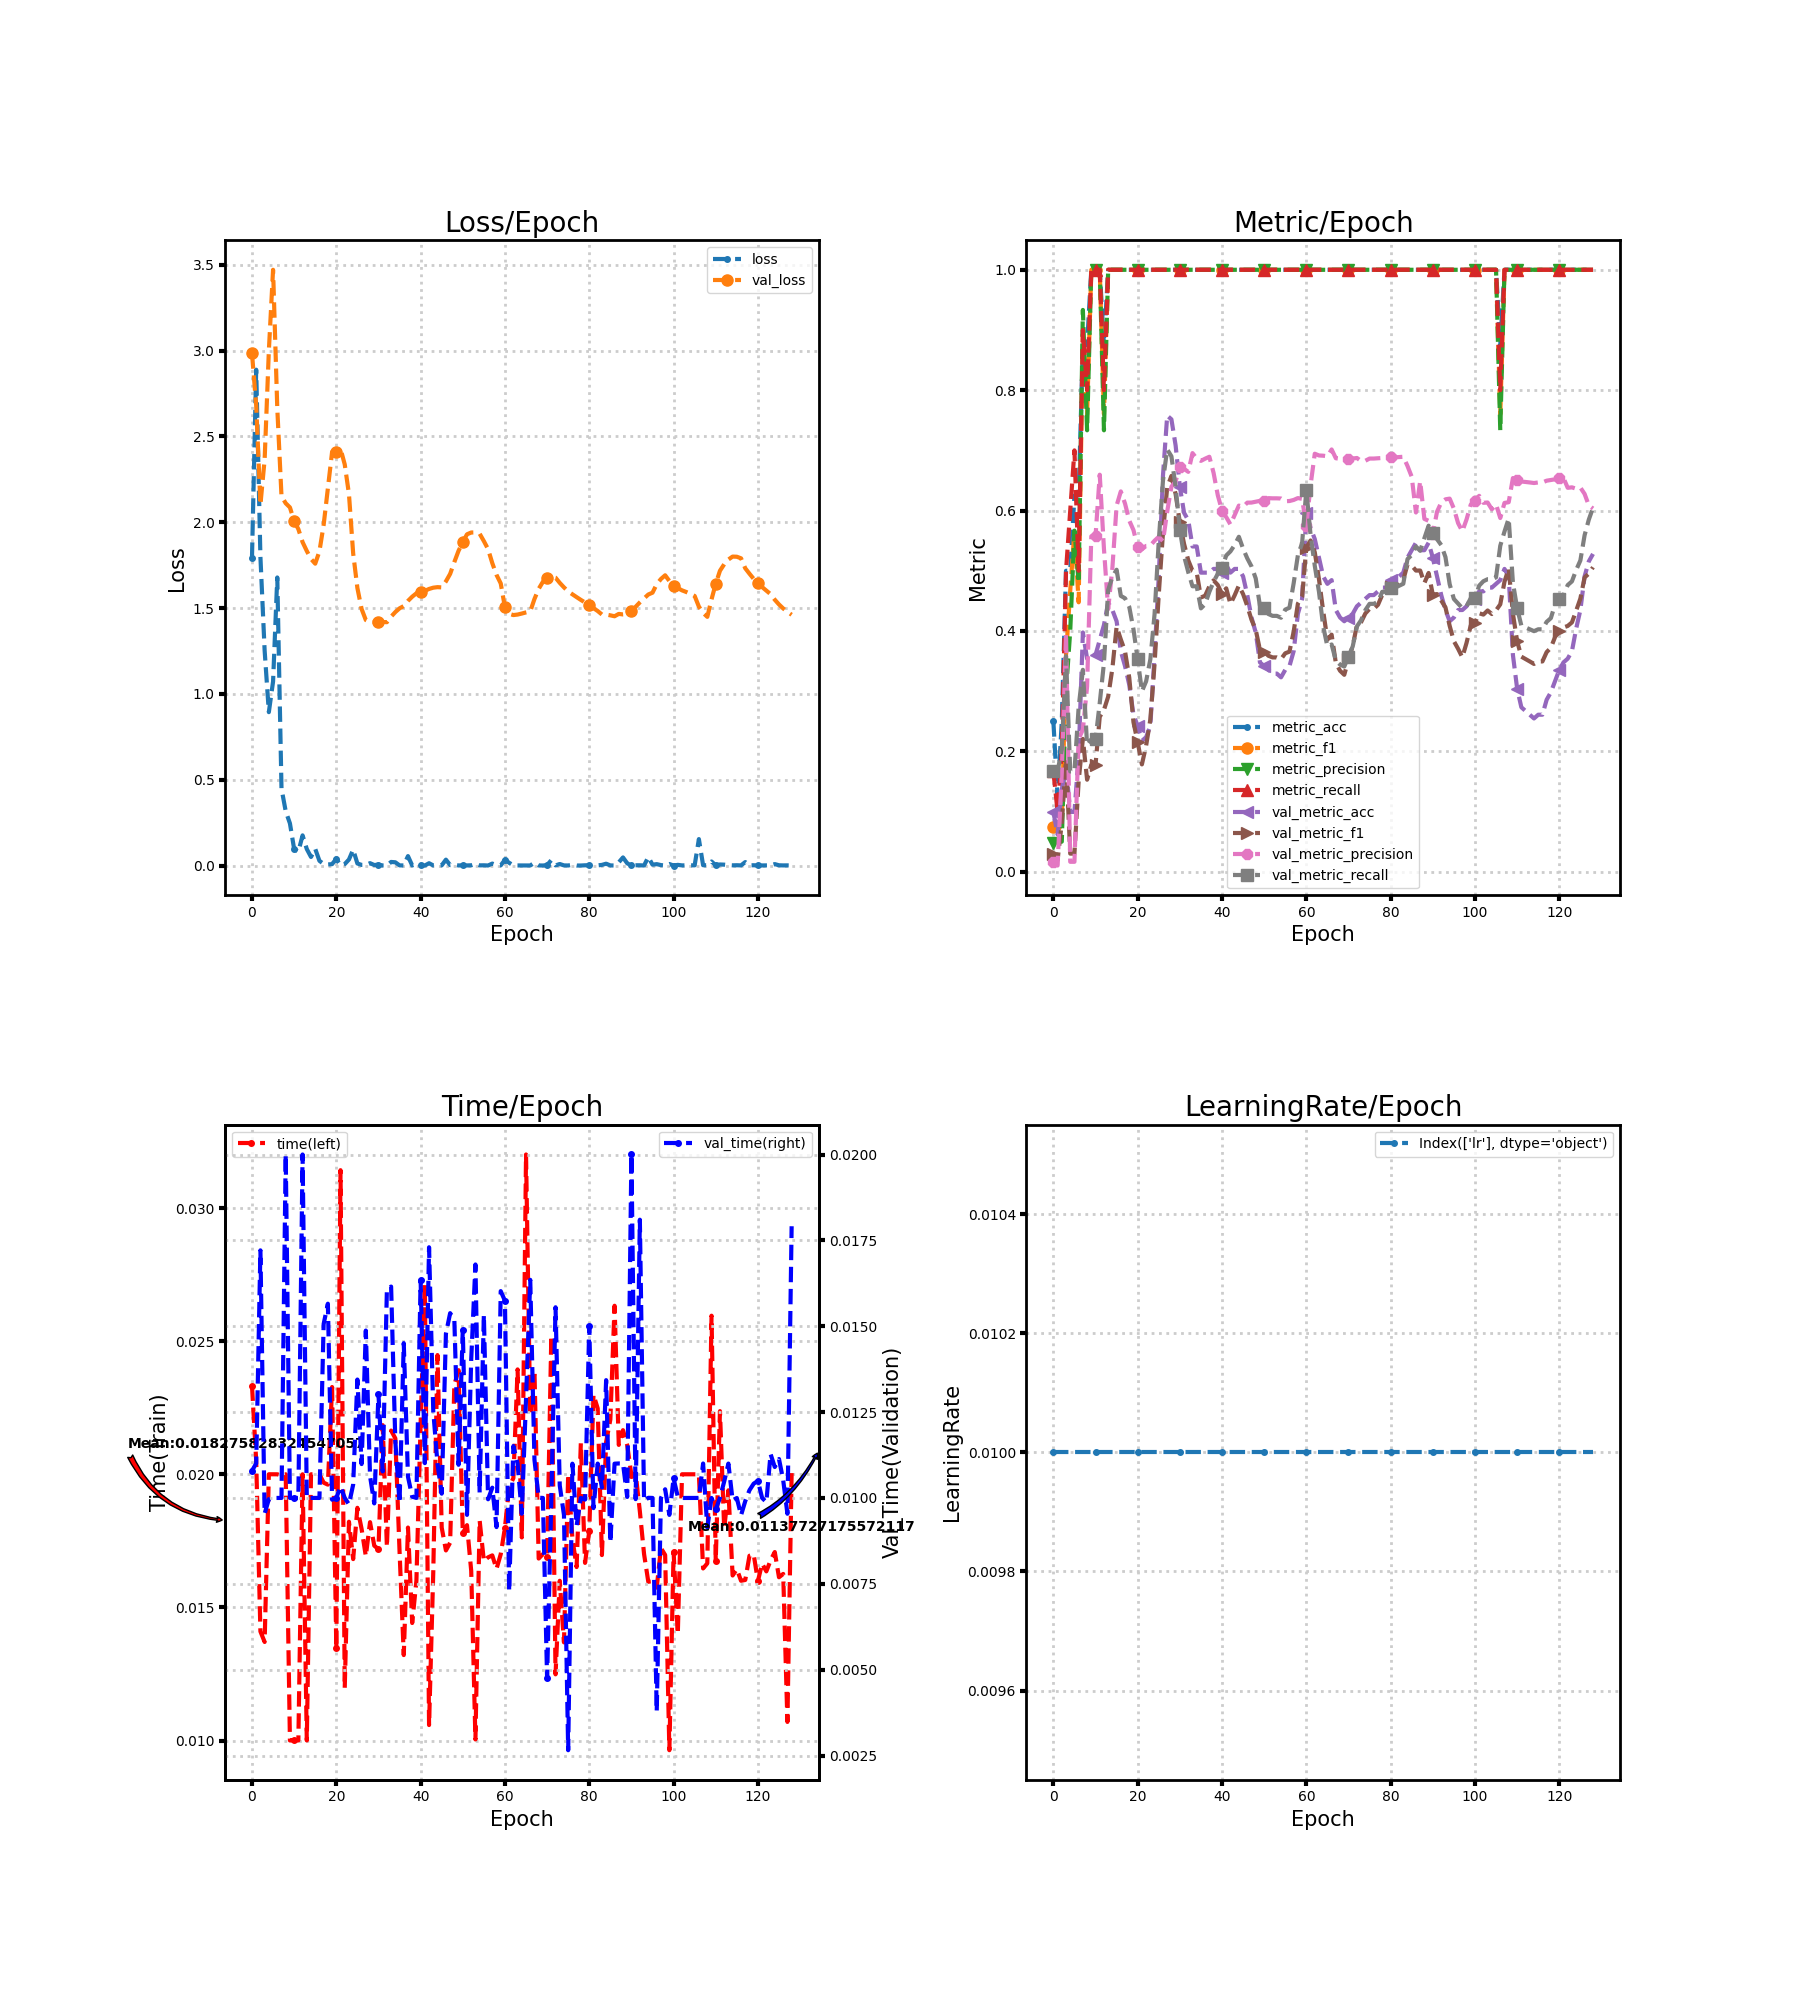 Loss/Epoch
loss
val_loss
3.5
3.0
2.5
2.0
1.5
1.0
0.5
0.0
Loss
0 20 40 60 80 100 120
Epoch
Metric/Epoch
1.0
0.8
0.6
0.4
0.2
0.0
Metric
metric_acc
metric_f1
metric_precision
metric_recall
val_metric_acc
val_metric_f1
val_metric_precision
val_metric_recall
0 20 40 60 80 100 120
Epoch
Time/Epoch
time(left)
val_time(right)
0.030
0.025
0.020
0.015
0.010
Time(Train)
0.0200
0.0175
0.0150
0.0125
0.0100
0.0075
0.0050
0.0025
Val_Time(Validation)
Mean:0.01137727175572117
0 20 40 60 80 100 120
Epoch
LearningRate/Epoch
Index(['lr'], dtype='object')
0.0104
0.0102
0.0100
0.0098
0.0096
LearningRate
0 20 40 60 80 100 120
Epoch